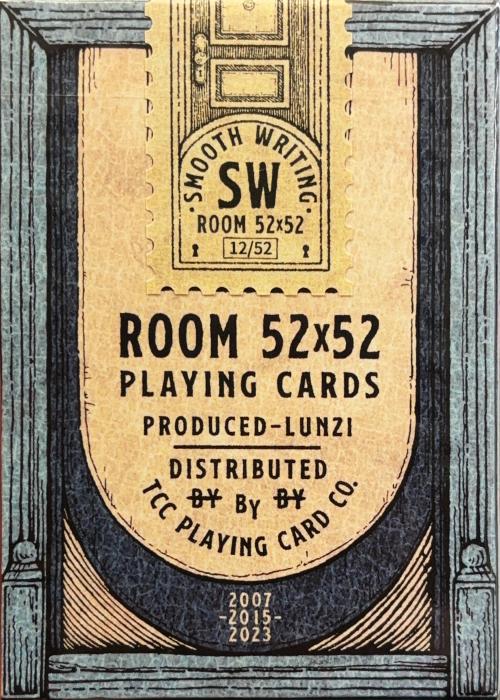 ·SMOOTH WRITING·
SW
ROOM 52x52
12/52
ROOM 52x52
PLAYING CARDS
PRODUCED-LUNZI
DISTRIBUTED
BY By BY
TCC PLAYING CARD CO.
2007
-2015-
2023